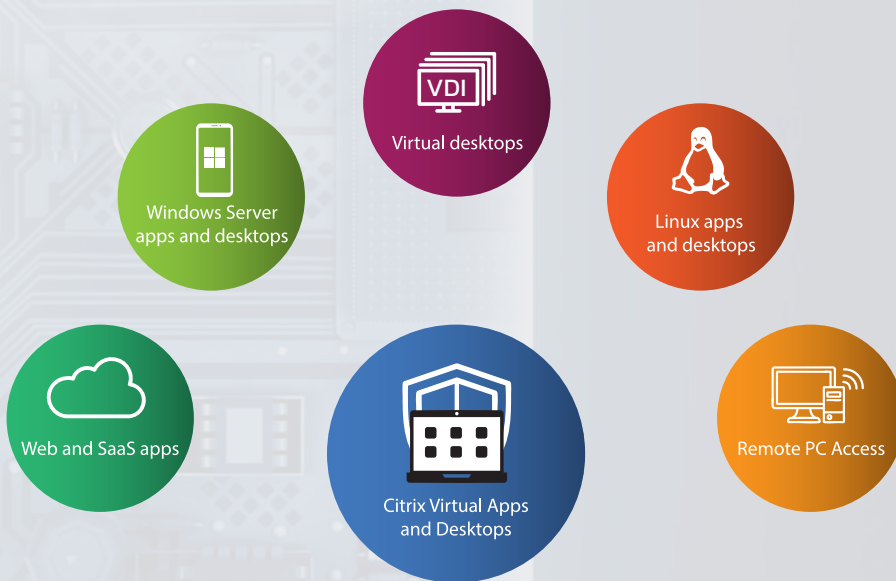 VDI
Virtual desktops
Windows Server
apps and desktops
Linux apps
and desktops
Web and SaaS apps
Citrix Virtual Apps
and Desktops
Remote PC Access